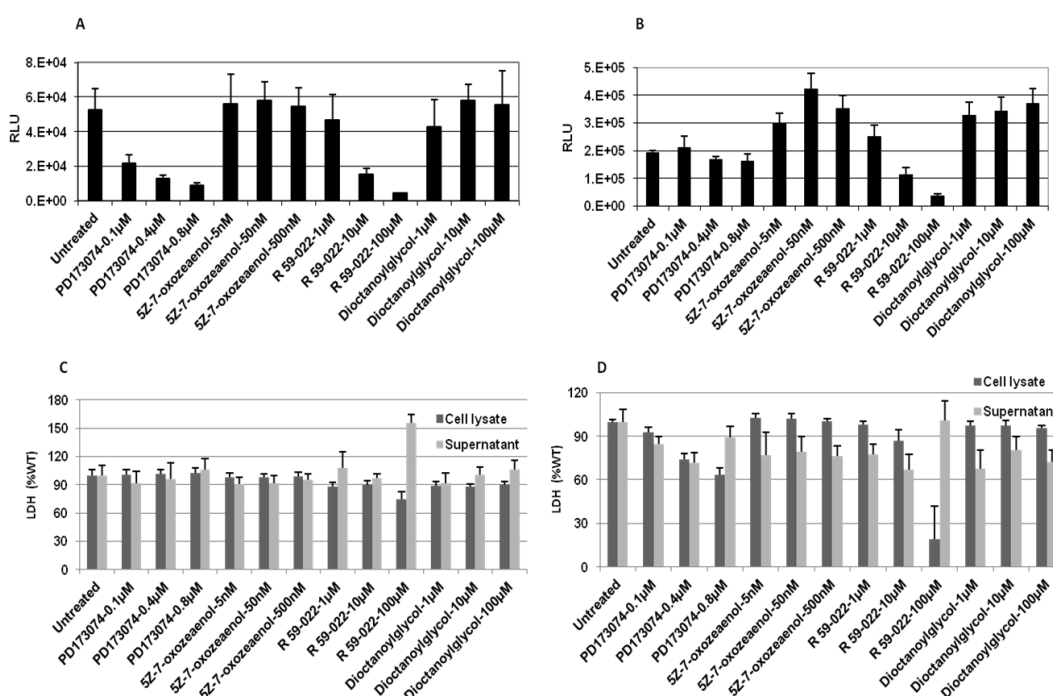 A
8.E+04
6.E+04
4.E+04
2.E+04
0.E+00
RLU
Untreated
PD173074-0.1µM
PD173074-0.4µM
PD173074-0.8µM
5Z-7-oxozeaenol-5nM
5Z-7-oxozeaenol-50nM
5Z-7-oxozeaenol-500nM
R 59-022-1µM
R 59-022-10µM
R 59-022-100µM
Dioctanoylglycol-1µM
Dioctanoylglycol-10µM
Dioctanoylglycol-100µM
B
5.E+05
4.E+05
3.E+05
2.E+05
1.E+05
0.E+00
RLU
Untreated
PD173074-0.1µM
PD173074-0.4µM
PD173074-0.8µM
5Z-7-oxozeaenol-5nM
5Z-7-oxozeaenol-50nM
5Z-7-oxozeaenol-500nM
R 59-022-1µM
R 59-022-10µM
R 59-022-100µM
Dioctanoylglycol-1µM
Dioctanoylglycol-10µM
Dioctanoylglycol-100µM
C
180
150
120
90
60
30
0
LDH (%WT)
Cell lysate
Supernatant
Untreated
PD173074-0.1µM
PD173074-0.4µM
PD173074-0.8µM
5Z-7-oxozeaenol-5nM
5Z-7-oxozeaenol-50nM
5Z-7-oxozeaenol-500nM
R 59-022-1µM
R 59-022-10µM
R 59-022-100µM
Dioctanoylglycol-1µM
Dioctanoylglycol-10µM
Dioctanoylglycol-100µM
D
120
90
60
30
0
LDH (%WT)
Cell lysate
Supernatant
Untreated
PD173074-0.1µM
PD173074-0.4µM
PD173074-0.8µM
5Z-7-oxozeaenol-5nM
5Z-7-oxozeaenol-50nM
5Z-7-oxozeaenol-500nM
R 59-022-1µM
R 59-022-10µM
R 59-022-100µM
Dioctanoylglycol-1µM
Dioctanoylglycol-10µM
Dioctanoylglycol-100µM